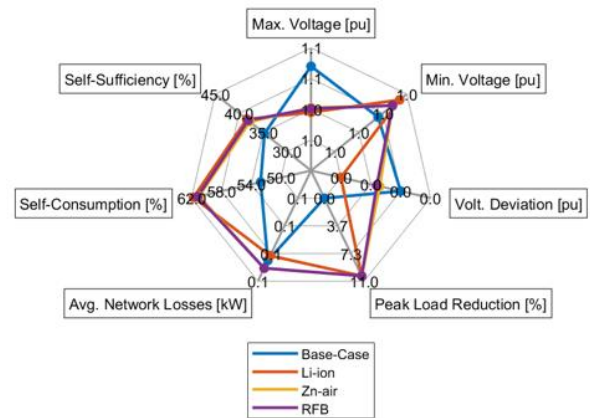 Max. Voltage [pu]
1.1
Self-Sufficiency [%]
1.1
Min. Voltage [pu]
45.0
1.0
40.0
1.0
1.0
35.0
30.0
1.0
1.0
62.0
58.0
54.0
50.0
0.0
0.0
0.0
Self-Consumption [%]
Volt. Deviation [pu]
0.1
0.0
0.1
3.7
0.1
7.3
Avg. Network Losses [kW]
0.1
11.0
Peak Load Reduction [%]
Base-Case
Li-ion
Zn-air
RFB